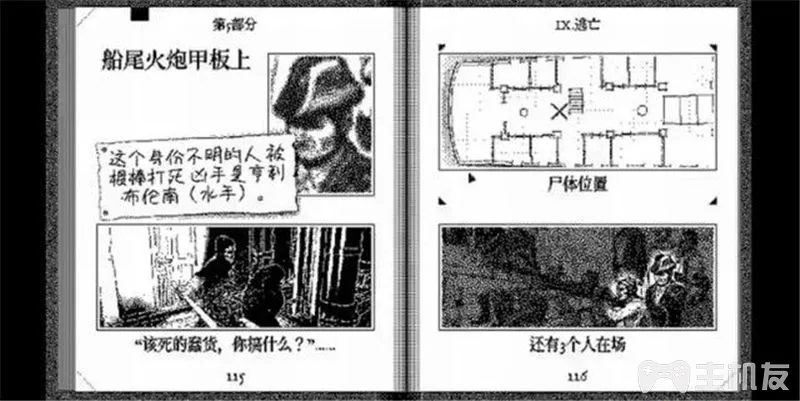 第5部分
船尾火炮甲板上
这个身份不明的人被
棍棒打死 凶手是亨利
布伦南（水手）。
“该死的蠢货，你搞什么？”……
115
IX.逃亡
尸体位置
还有3个人在场
116
主机友